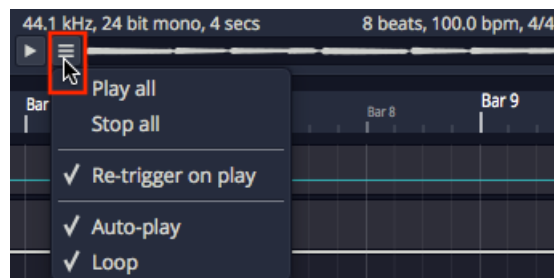 44.1 kHz, 24 bit mono, 4 secs 8 beats, 100.0 bpm, 4/4
Play all
Bar Bar 8 Bar 9
Stop all
✓ Re-trigger on play
✓ Auto-play
✓ Loop